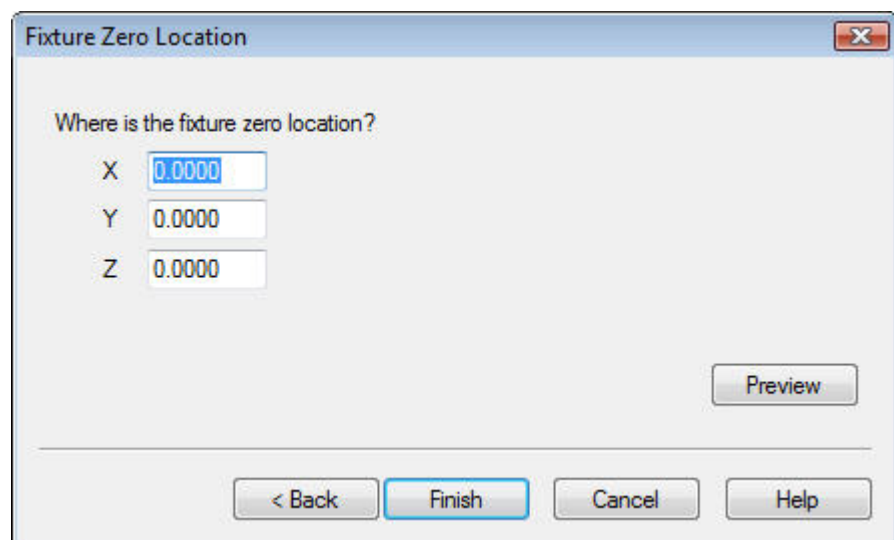 Fixture Zero Location
Where is the fixture zero location?
X 0.0000
Y 0.0000
Z 0.0000
Preview
< Back Finish Cancel Help